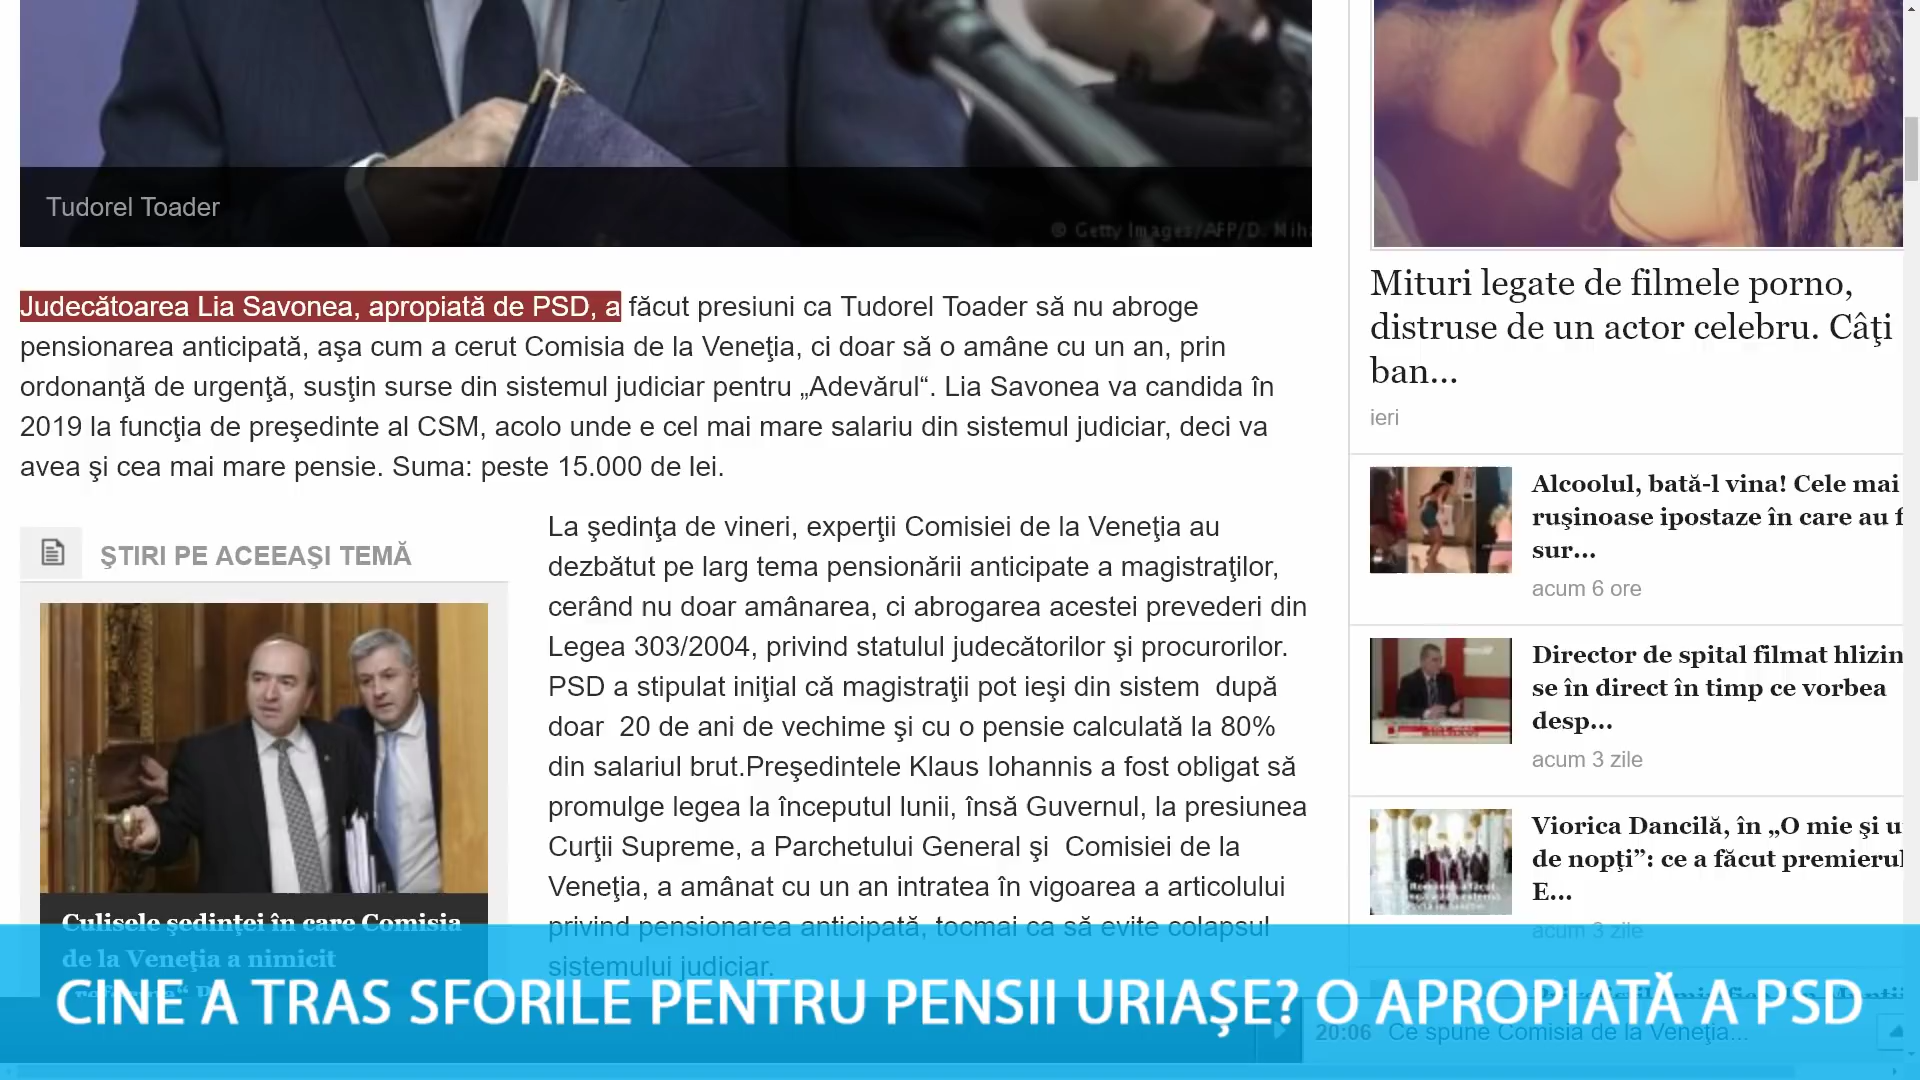 Tudorel Toader
© Getty Images/AFP/D. Miha
Judecătoarea Lia Savonea, apropiată de PSD, a făcut presiuni ca Tudorel Toader să nu abroge
pensionarea anticipată, aşa cum a cerut Comisia de la Veneţia, ci doar să o amâne cu un an, prin
ordonanţă de urgenţă, susţin surse din sistemul judiciar pentru „Adevărul“. Lia Savonea va candida în
2019 la funcţia de preşedinte al CSM, acolo unde e cel mai mare salariu din sistemul judiciar, deci va
avea şi cea mai mare pensie. Suma: peste 15.000 de lei.
ŞTIRI PE ACEEAŞI TEMĂ
Culisele şedinţei în care Comisia
de la Veneţia a nimicit
La şedinţa de vineri, experţii Comisiei de la Veneţia au
dezbătut pe larg tema pensionării anticipate a magistraţilor,
cerând nu doar amânarea, ci abrogarea acestei prevederi din
Legea 303/2004, privind statulul judecătorilor şi procurorilor.
PSD a stipulat iniţial că magistraţii pot ieşi din sistem  după
doar  20 de ani de vechime şi cu o pensie calculată la 80%
din salariul brut.Preşedintele Klaus Iohannis a fost obligat să
promulge legea la începutul lunii, însă Guvernul, la presiunea
Curţii Supreme, a Parchetului General şi  Comisiei de la
Veneţia, a amânat cu un an intratea în vigoarea a articolului
privind pensionarea anticipată, tocmai ca să evite colapsul
sistemului judiciar.
Mituri legate de filmele porno,
distruse de un actor celebru. Câţi
ban...
ieri
Alcoolul, bată-l vina! Cele mai
ruşinoase ipostaze în care au f
sur...
acum 6 ore
Director de spital filmat hlizin
se în direct în timp ce vorbea
desp...
acum 3 zile
Viorica Dancilă, în „O mie şi u
de nopţi”: ce a făcut premierul
E...
acum 3 zile
CINE A TRAS SFORILE PENTRU PENSII URIAȘE? O APROPIATĂ A PSD
20:06 Ce spune Comisia de la Veneţia...